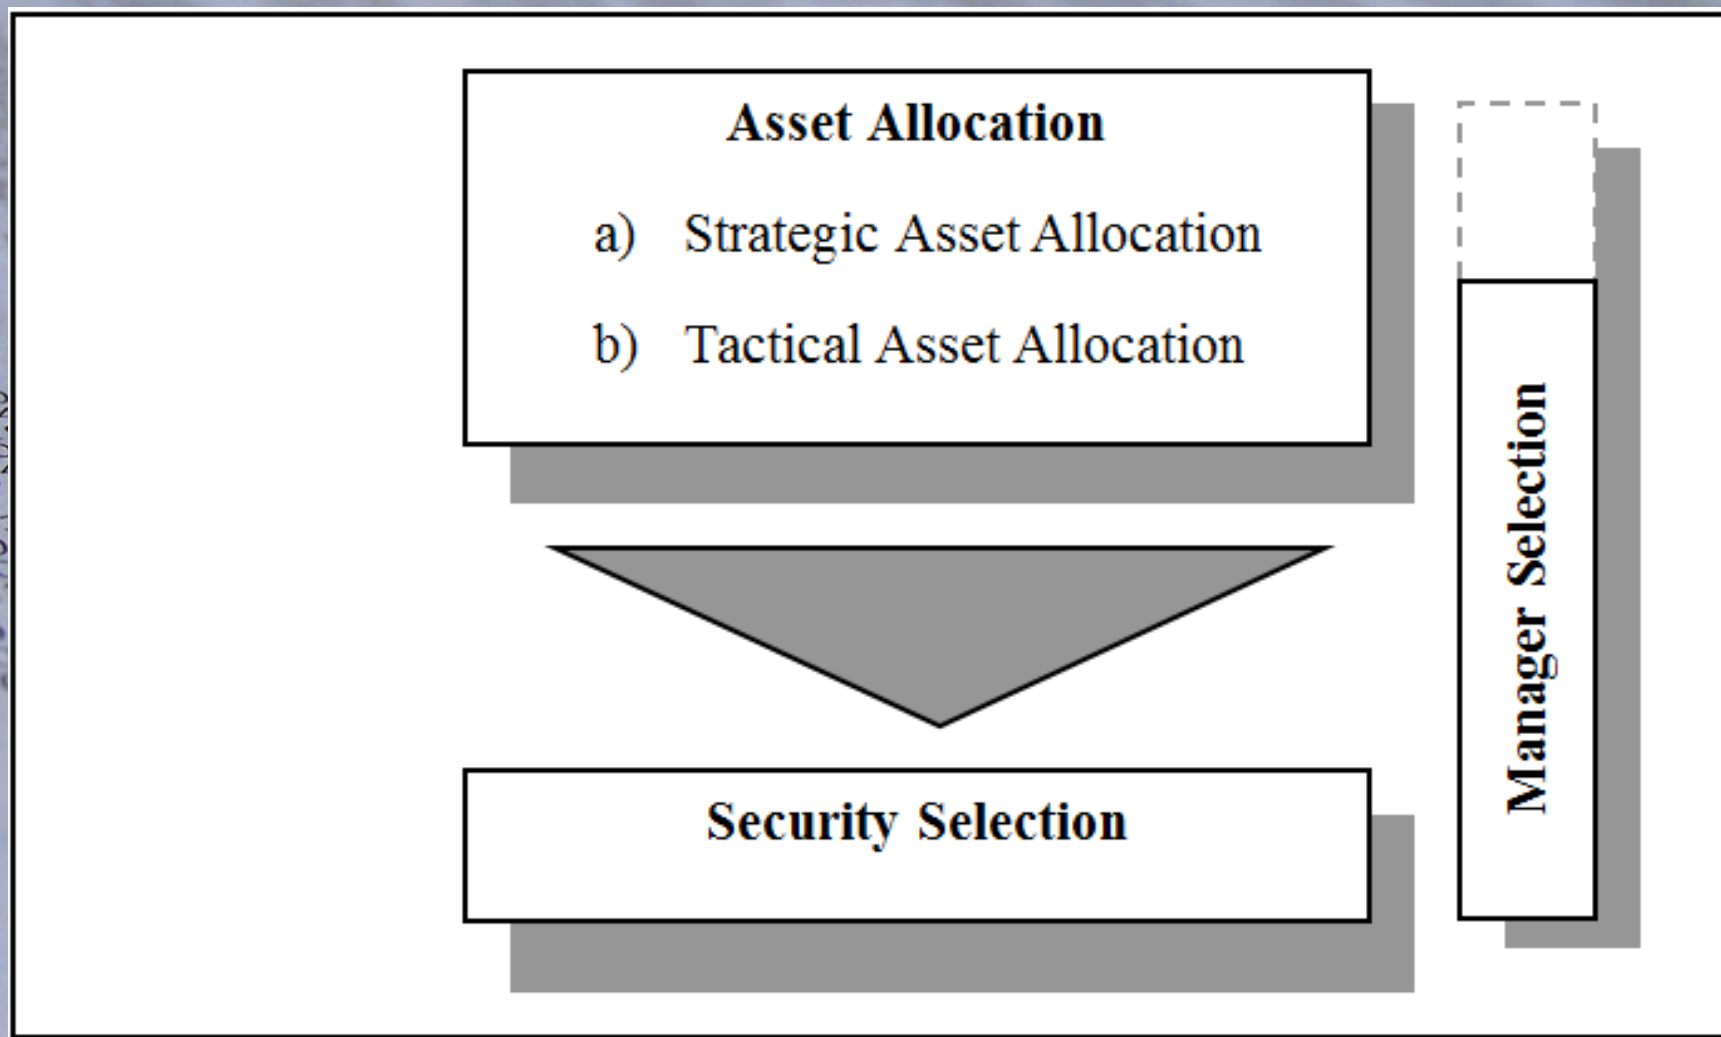 Asset Allocation
a) Strategic Asset Allocation
b) Tactical Asset Allocation
Manager Selection
Security Selection